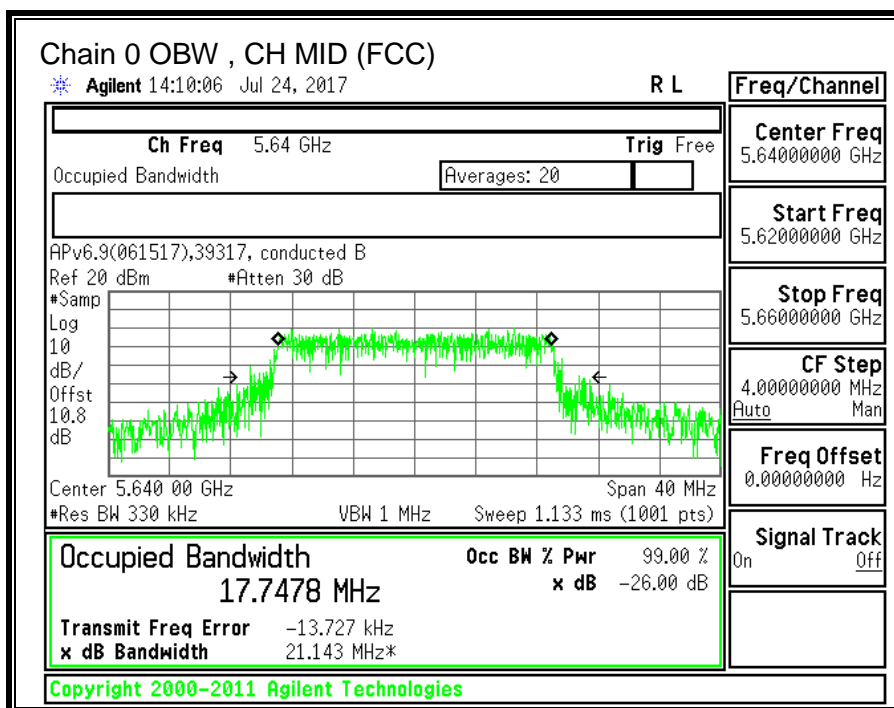 Chain 0 OBW , CH MID (FCC)
Agilent 14:10:06 Jul 24, 2017 R L
Ch Freq 5.64 GHz Trig Free
Occupied Bandwidth Averages: 20
APv6.9(061517),39317, conducted B
Ref 20 dBm #Atten 30 dB
#Samp
Log
10
dB/
Offst
10.8
dB
Center 5.640 00 GHz Span 40 MHz
#Res BW 330 kHz VBW 1 MHz Sweep 1.133 ms (1001 pts)
Occupied Bandwidth Occ BW % Pwr 99.00 %
17.7478 MHz x dB -26.00 dB
Transmit Freq Error -13.727 kHz
x dB Bandwidth 21.143 MHz*
Copyright 2000-2011 Agilent Technologies
Freq/Channel
Center Freq
5.64000000 GHz
Start Freq
5.62000000 GHz
Stop Freq
5.66000000 GHz
CF Step
4.00000000 MHz
Auto Man
Freq Offset
0.00000000 Hz
Signal Track
On Off